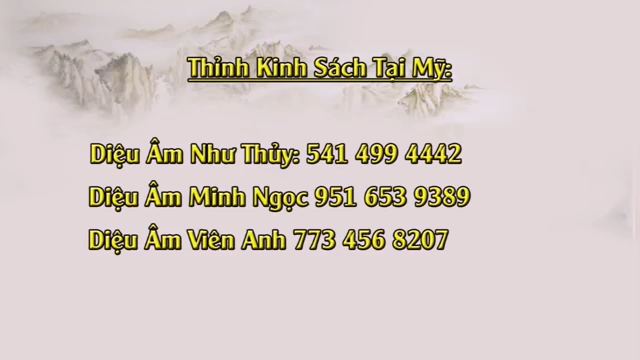 Thỉnh Kinh Sách Tại Mỹ:
Diệu Âm Như Thủy: 541 499 4442
Diệu Âm Minh Ngọc 951 653 9389
Diệu Âm Viên Anh 773 456 8207